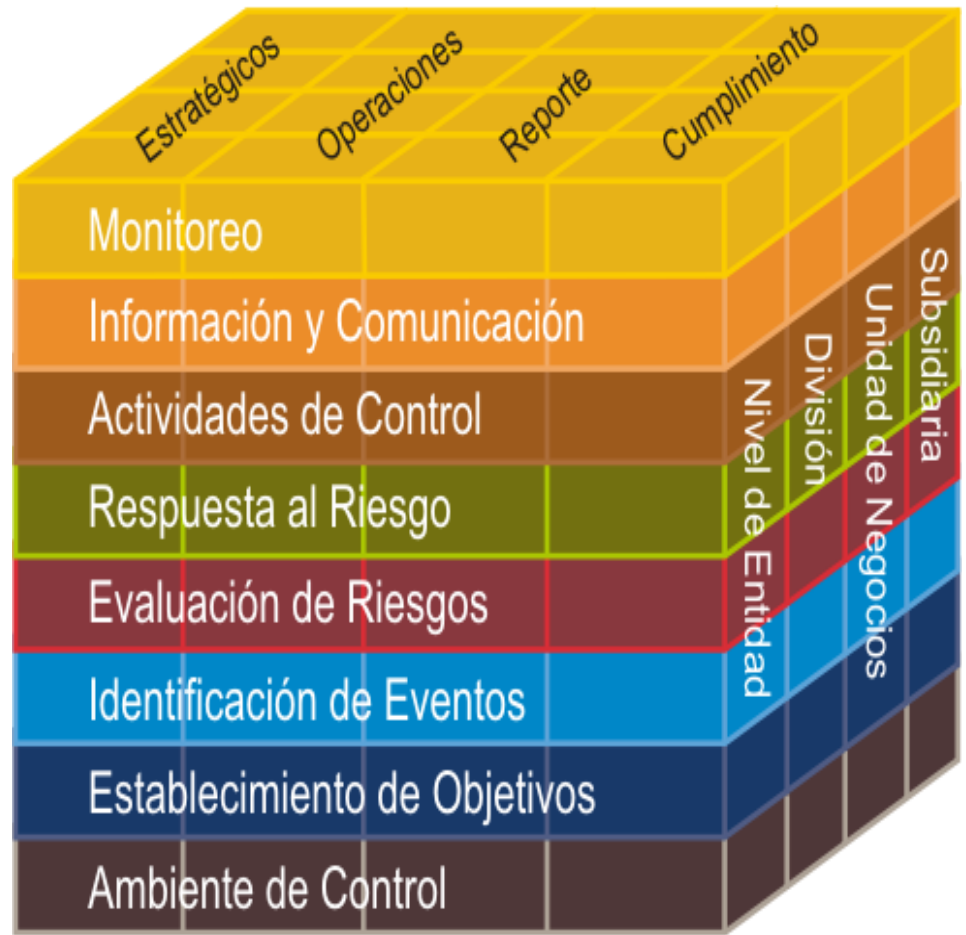 Estratégicos
Operaciones
Reporte
Cumplimiento
Monitoreo
Información y Comunicación
Actividades de Control
Respuesta al Riesgo
Evaluación de Riesgos
Identificación de Eventos
Establecimiento de Objetivos
Ambiente de Control
Nivel de Entidad
División
Unidad de Negocios
Subsidiaria